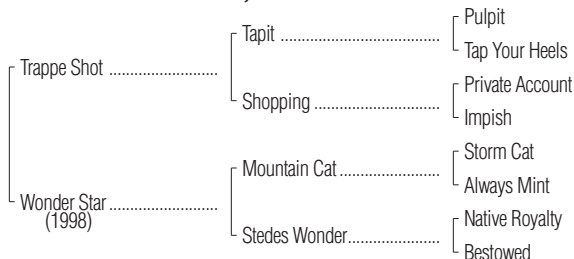 Pulpit
Tapit ..............................
Tap Your Heels
Trappe Shot ....................
Private Account
Shopping ........................
Impish
Storm Cat
Mountain Cat ...................
Always Mint
Wonder Star ....................
(1998)
Native Royalty
Stedes Wonder.................
Bestowed